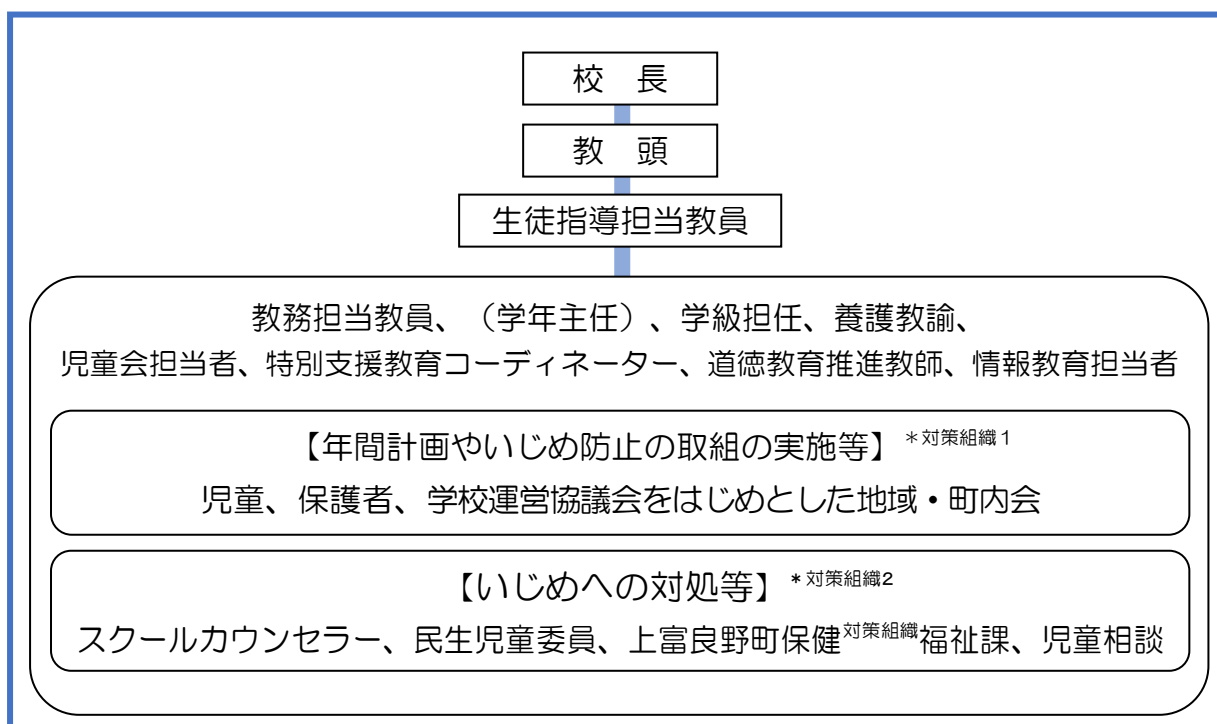 校 長
教 頭
生徒指導担当教員
教務担当教員、（学年主任）、学級担任、養護教諭、
児童会担当者、特別支援教育コーディネーター、道徳教育推進教師、情報教育担当者
【年間計画やいじめ防止の取組の実施等】＊対策組織１
児童、保護者、学校運営協議会をはじめとした地域・町内会
【いじめへの対処等】＊対策組織２
スクールカウンセラー、民生児童委員、上富良野町保健対策組織福祉課、児童相談